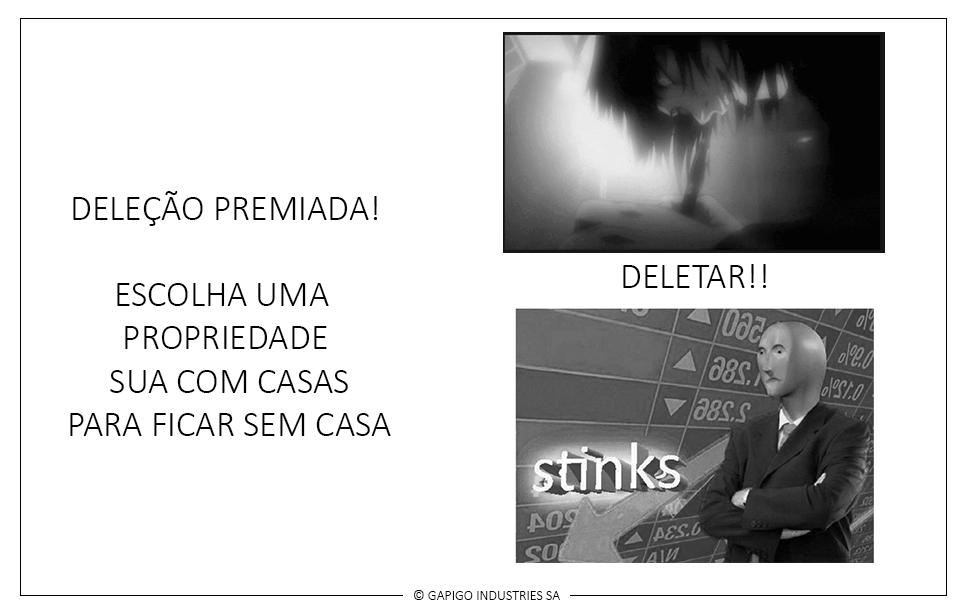 DELEÇÃO PREMIADA!
ESCOLHA UMA
PROPRIEDADE
SUA COM CASAS
PARA FICAR SEM CASA
DELETAR!!
stinks
© GAPIGO INDUSTRIES SA